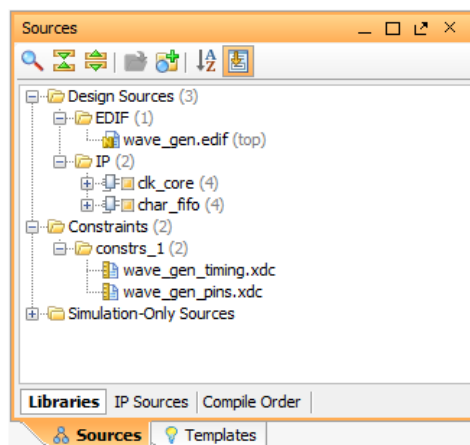 Sources
Design Sources (3)
EDIF (1)
wave_gen.edif (top)
IP (2)
clk_core (4)
char_fifo (4)
Constraints (2)
constrs_1 (2)
wave_gen_timing.xdc
wave_gen_pins.xdc
Simulation-Only Sources
Libraries IP Sources Compile Order
Sources Templates